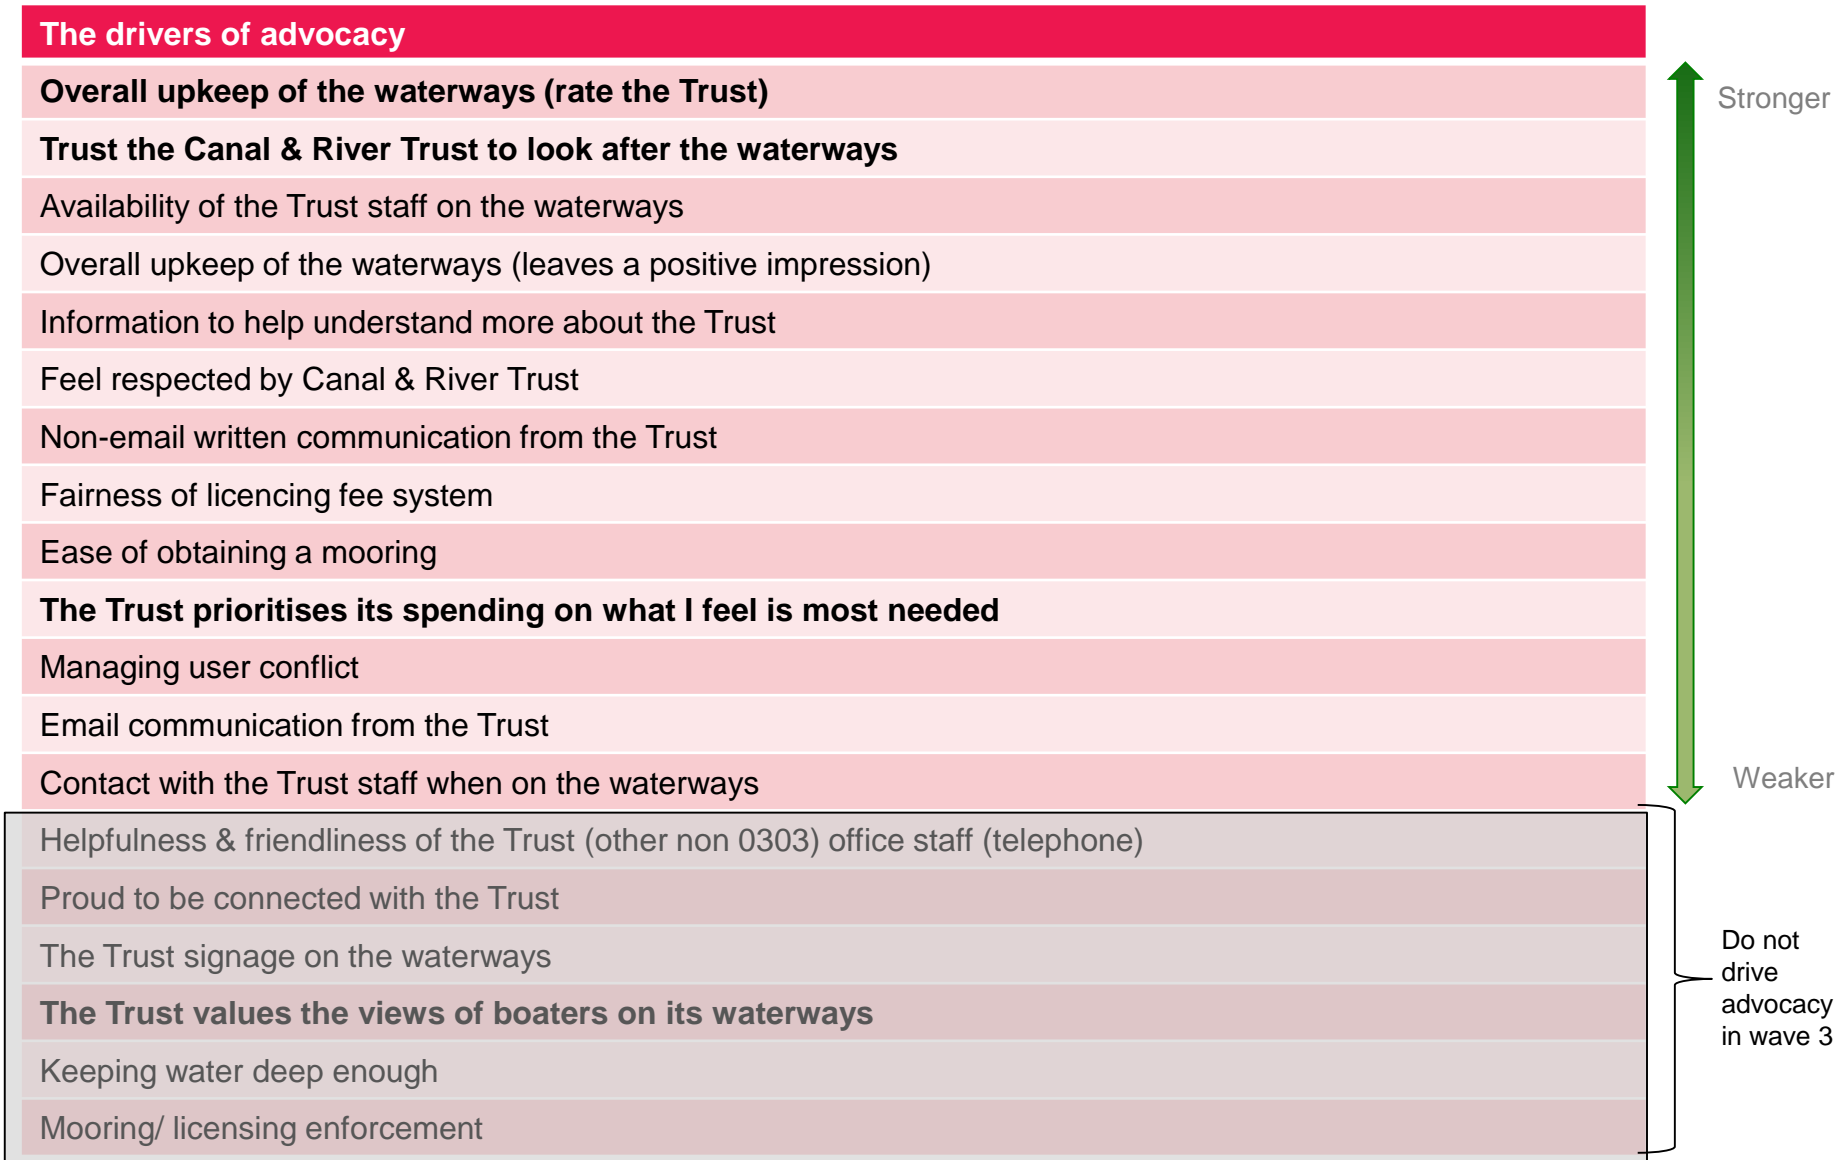 The drivers of advocacy
Overall upkeep of the waterways (rate the Trust)
Stronger
Trust the Canal & River Trust to look after the waterways
Availability of the Trust staff on the waterways
Overall upkeep of the waterways (leaves a positive impression)
Information to help understand more about the Trust
Feel respected by Canal & River Trust
Non-email written communication from the Trust
Fairness of licencing fee system
Ease of obtaining a mooring
The Trust prioritises its spending on what I feel is most needed
Managing user conflict
Email communication from the Trust
Contact with the Trust staff when on the waterways
Weaker
Helpfulness & friendliness of the Trust (other non 0303) office staff (telephone)
Proud to be connected with the Trust
The Trust signage on the waterways
The Trust values the views of boaters on its waterways
Keeping water deep enough
Mooring/ licensing enforcement
Do not
drive
advocacy
in wave 3